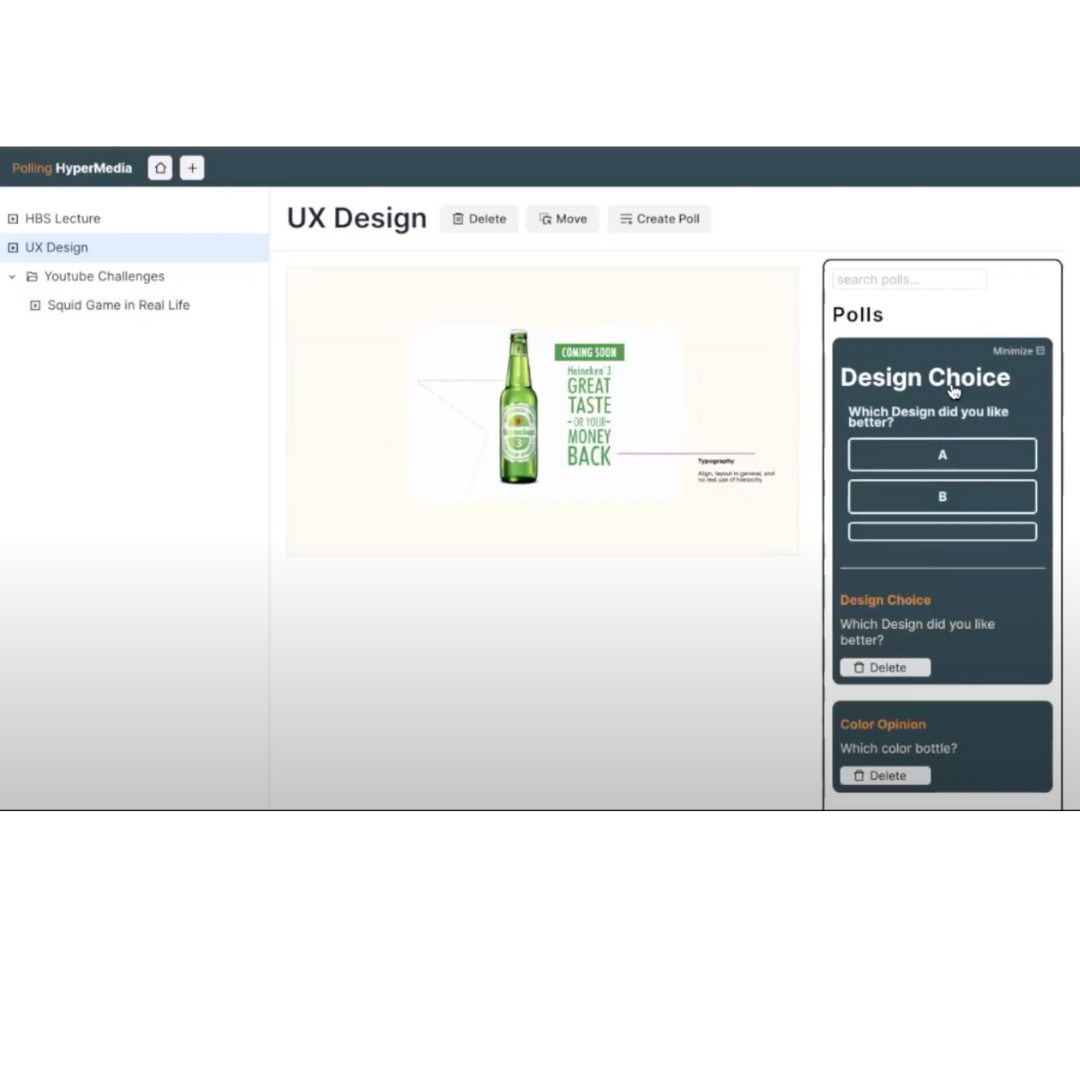 Polling HyperMedia
HBS Lecture
UX Design
Youtube Challenges
Squid Game in Real Life
UX Design
Delete
Move
Create Poll
COMING SOON
Heineken 3
GREAT
TASTE
-OR YOUR-
MONEY
BACK
Heineken
3
Typography
Align, layout in general, and
no real use of hierarchy
search polls...
Polls
Minimize
Design Choice
Which Design did you like
better?
A
B
Design Choice
Which Design did you like
better?
Delete
Color Opinion
Which color bottle?
Delete